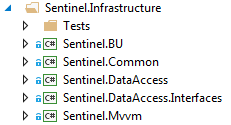 Sentinel.Infrastructure
Tests
C# Sentinel.BU
C# Sentinel.Common
C# Sentinel.DataAccess
C# Sentinel.DataAccess.Interfaces
C# Sentinel.Mvvm